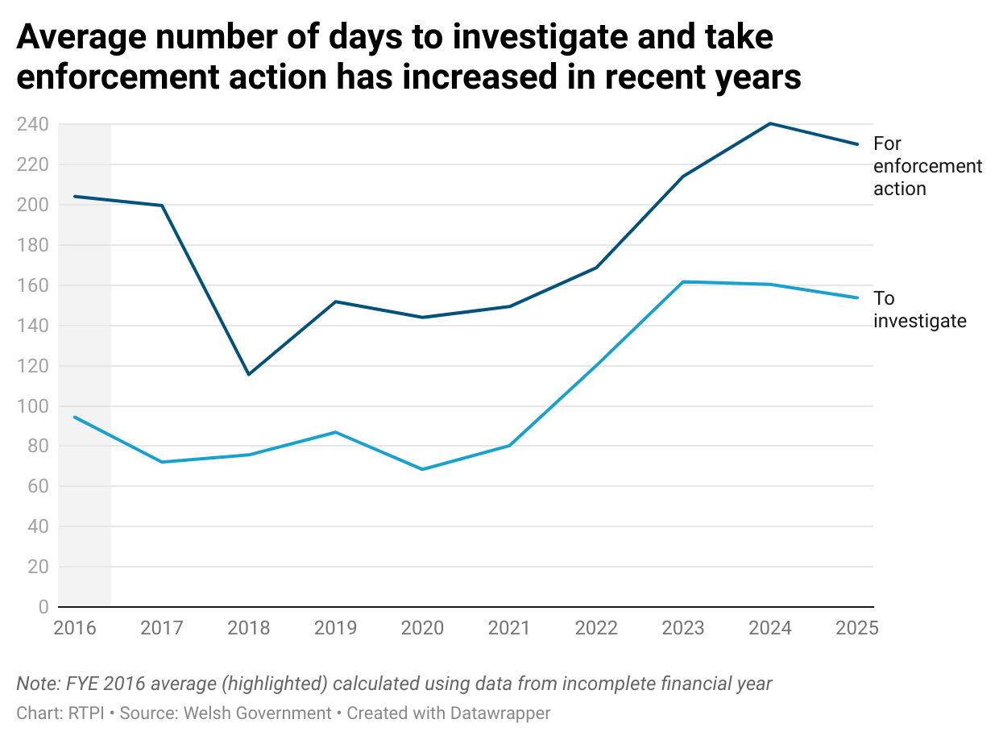 Average number of days to investigate and take
enforcement action has increased in recent years
240
220
200
180
160
140
120
100
80
60
40
20
0
For
enforcement
action
To
investigate
2016 2017 2018 2019 2020 2021 2022 2023 2024 2025
Note: FYE 2016 average (highlighted) calculated using data from incomplete financial year
Chart: RTPI • Source: Welsh Government • Created with Datawrapper